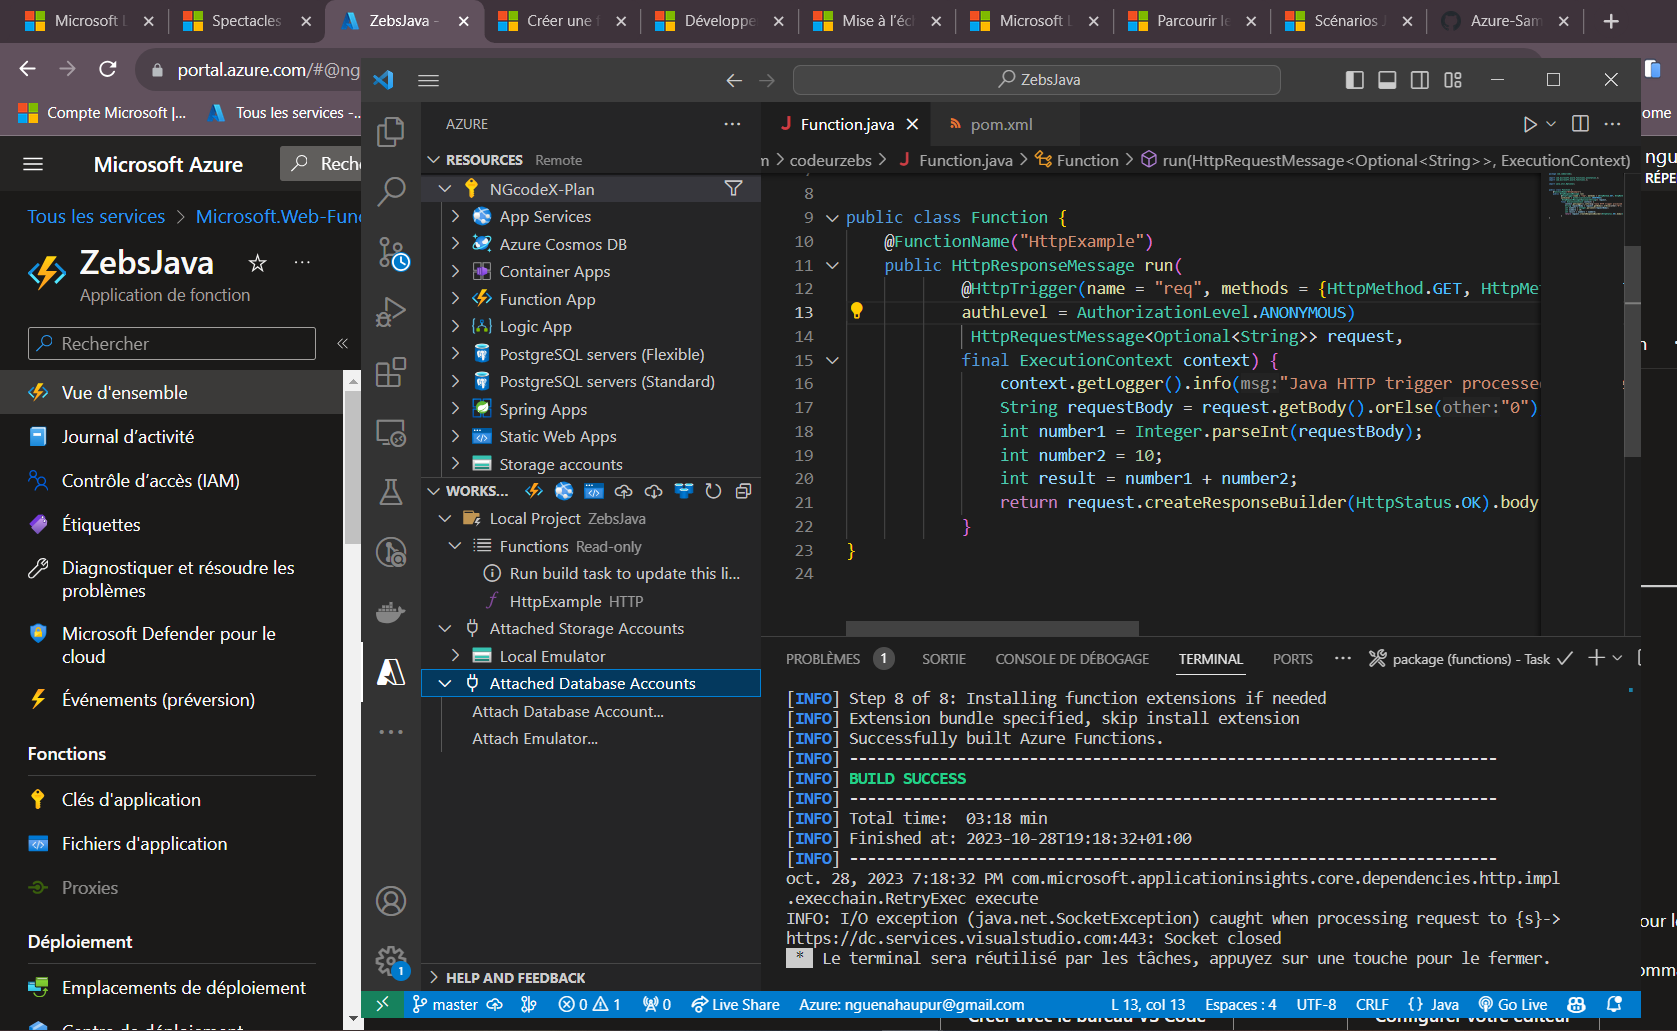 Microsoft L
Spectacles
ZebsJava -
Créer une f
Développe
Mise à l'éch
Microsoft L
Parcourir le
Scénarios J
Azure-Sam
portal.azure.com/#@ng
Compte Microsoft |...
Tous les services -...
ome
Microsoft Azure
Rech
Tous les services > Microsoft.Web-Func
ZebsJava
Application de fonction
Rechercher
Vue d'ensemble
Journal d'activité
Contrôle d'accès (IAM)
Étiquettes
Diagnostiquer et résoudre les
problèmes
Microsoft Defender pour le
cloud
Événements (préversion)
Fonctions
Clés d'application
Fichiers d'application
Proxies
Déploiement
Emplacements de déploiement
Centre de déploiement
ZebsJava
AZURE
RESOURCES Remote
NGcodeX-Plan
App Services
Azure Cosmos DB
Container Apps
Function App
Logic App
PostgreSQL servers (Flexible)
PostgreSQL servers (Standard)
Spring Apps
Static Web Apps
Storage accounts
WORKS...
Local Project ZebsJava
Functions Read-only
Run build task to update this li...
HttpExample HTTP
Attached Storage Accounts
Local Emulator
Attached Database Accounts
Attach Database Account...
Attach Emulator...
HELP AND FEEDBACK
Function.java
pom.xml
m > codeurzebs > Function.java > Function > run(HttpRequestMessage<Optional<String>>, ExecutionContext)
8
9 public class Function {
10 @FunctionName("HttpExample")
11 public HttpResponseMessage run(
12 @HttpTrigger(name = "req", methods = {HttpMethod.GET, HttpMet
13 authLevel = AuthorizationLevel.ANONYMOUS)
14 HttpRequestMessage<Optional<String>> request,
15 final ExecutionContext context) {
16 context.getLogger().info(msg:"Java HTTP trigger processed
17 String requestBody = request.getBody().orElse(other:"0")
18 int number1 = Integer.parseInt(requestBody);
19 int number2 = 10;
20 int result = number1 + number2;
21 return request.createResponseBuilder(HttpStatus.OK).body
22 }
23 }
24
PROBLÈMES 1 SORTIE CONSOLE DE DÉBOGAGE TERMINAL PORTS ··· package (functions) - Task
[INFO] Step 8 of 8: Installing function extensions if needed
[INFO] Extension bundle specified, skip install extension
[INFO] Successfully built Azure Functions.
[INFO] ------------------------------------------------------------------------
[INFO] BUILD SUCCESS
[INFO] ------------------------------------------------------------------------
[INFO] Total time:  03:18 min
[INFO] Finished at: 2023-10-28T19:18:32+01:00
[INFO] ------------------------------------------------------------------------
oct. 28, 2023 7:18:32 PM com.microsoft.applicationinsights.core.dependencies.http.impl
.execchain.RetryExec execute
INFO: I/O exception (java.net.SocketException) caught when processing request to {s}->
https://dc.services.visualstudio.com:443: Socket closed
* Le terminal sera réutilisé par les tâches, appuyez sur une touche pour le fermer.
1
master 0 1 0 Live Share Azure: nguenahaupur@gmail.com L 13, col 13 Espaces : 4 UTF-8 CRLF {} Java Go Live
ngu
RÉPE
n
our le
omm
Créer avec le bureau VS Code
Configurer votre éditeur